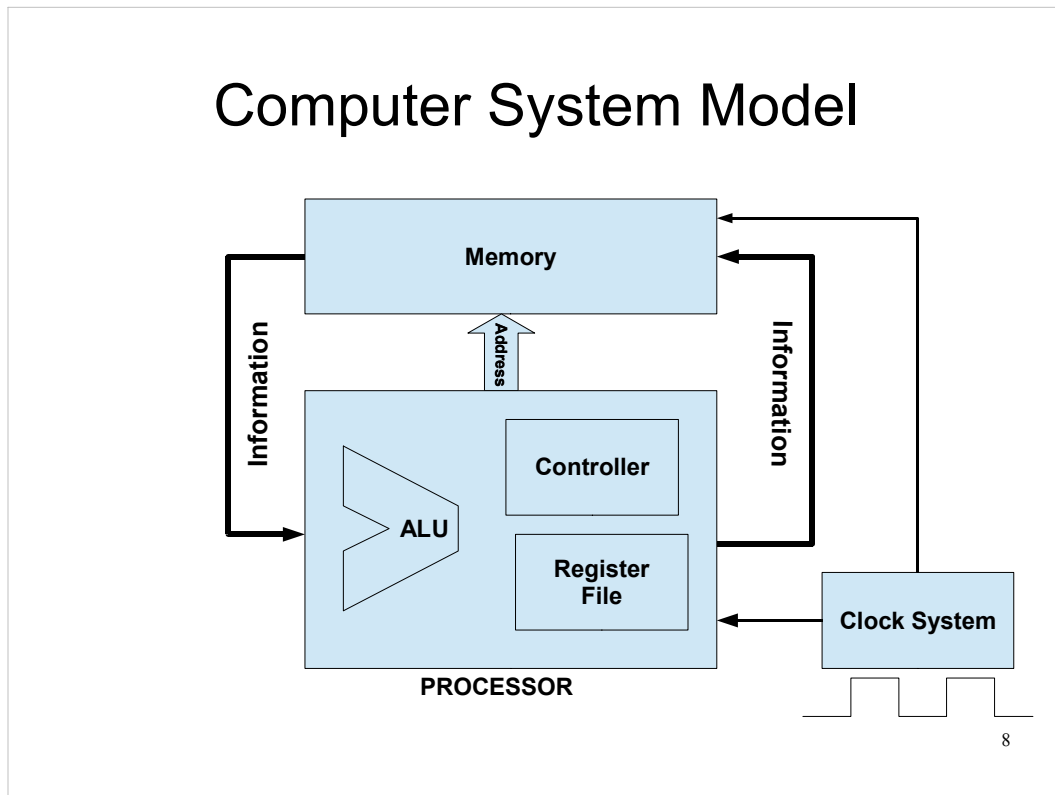 Computer System Model
Memory
Address
Information
Information
Controller
ALU
Register
File
Clock System
PROCESSOR
8